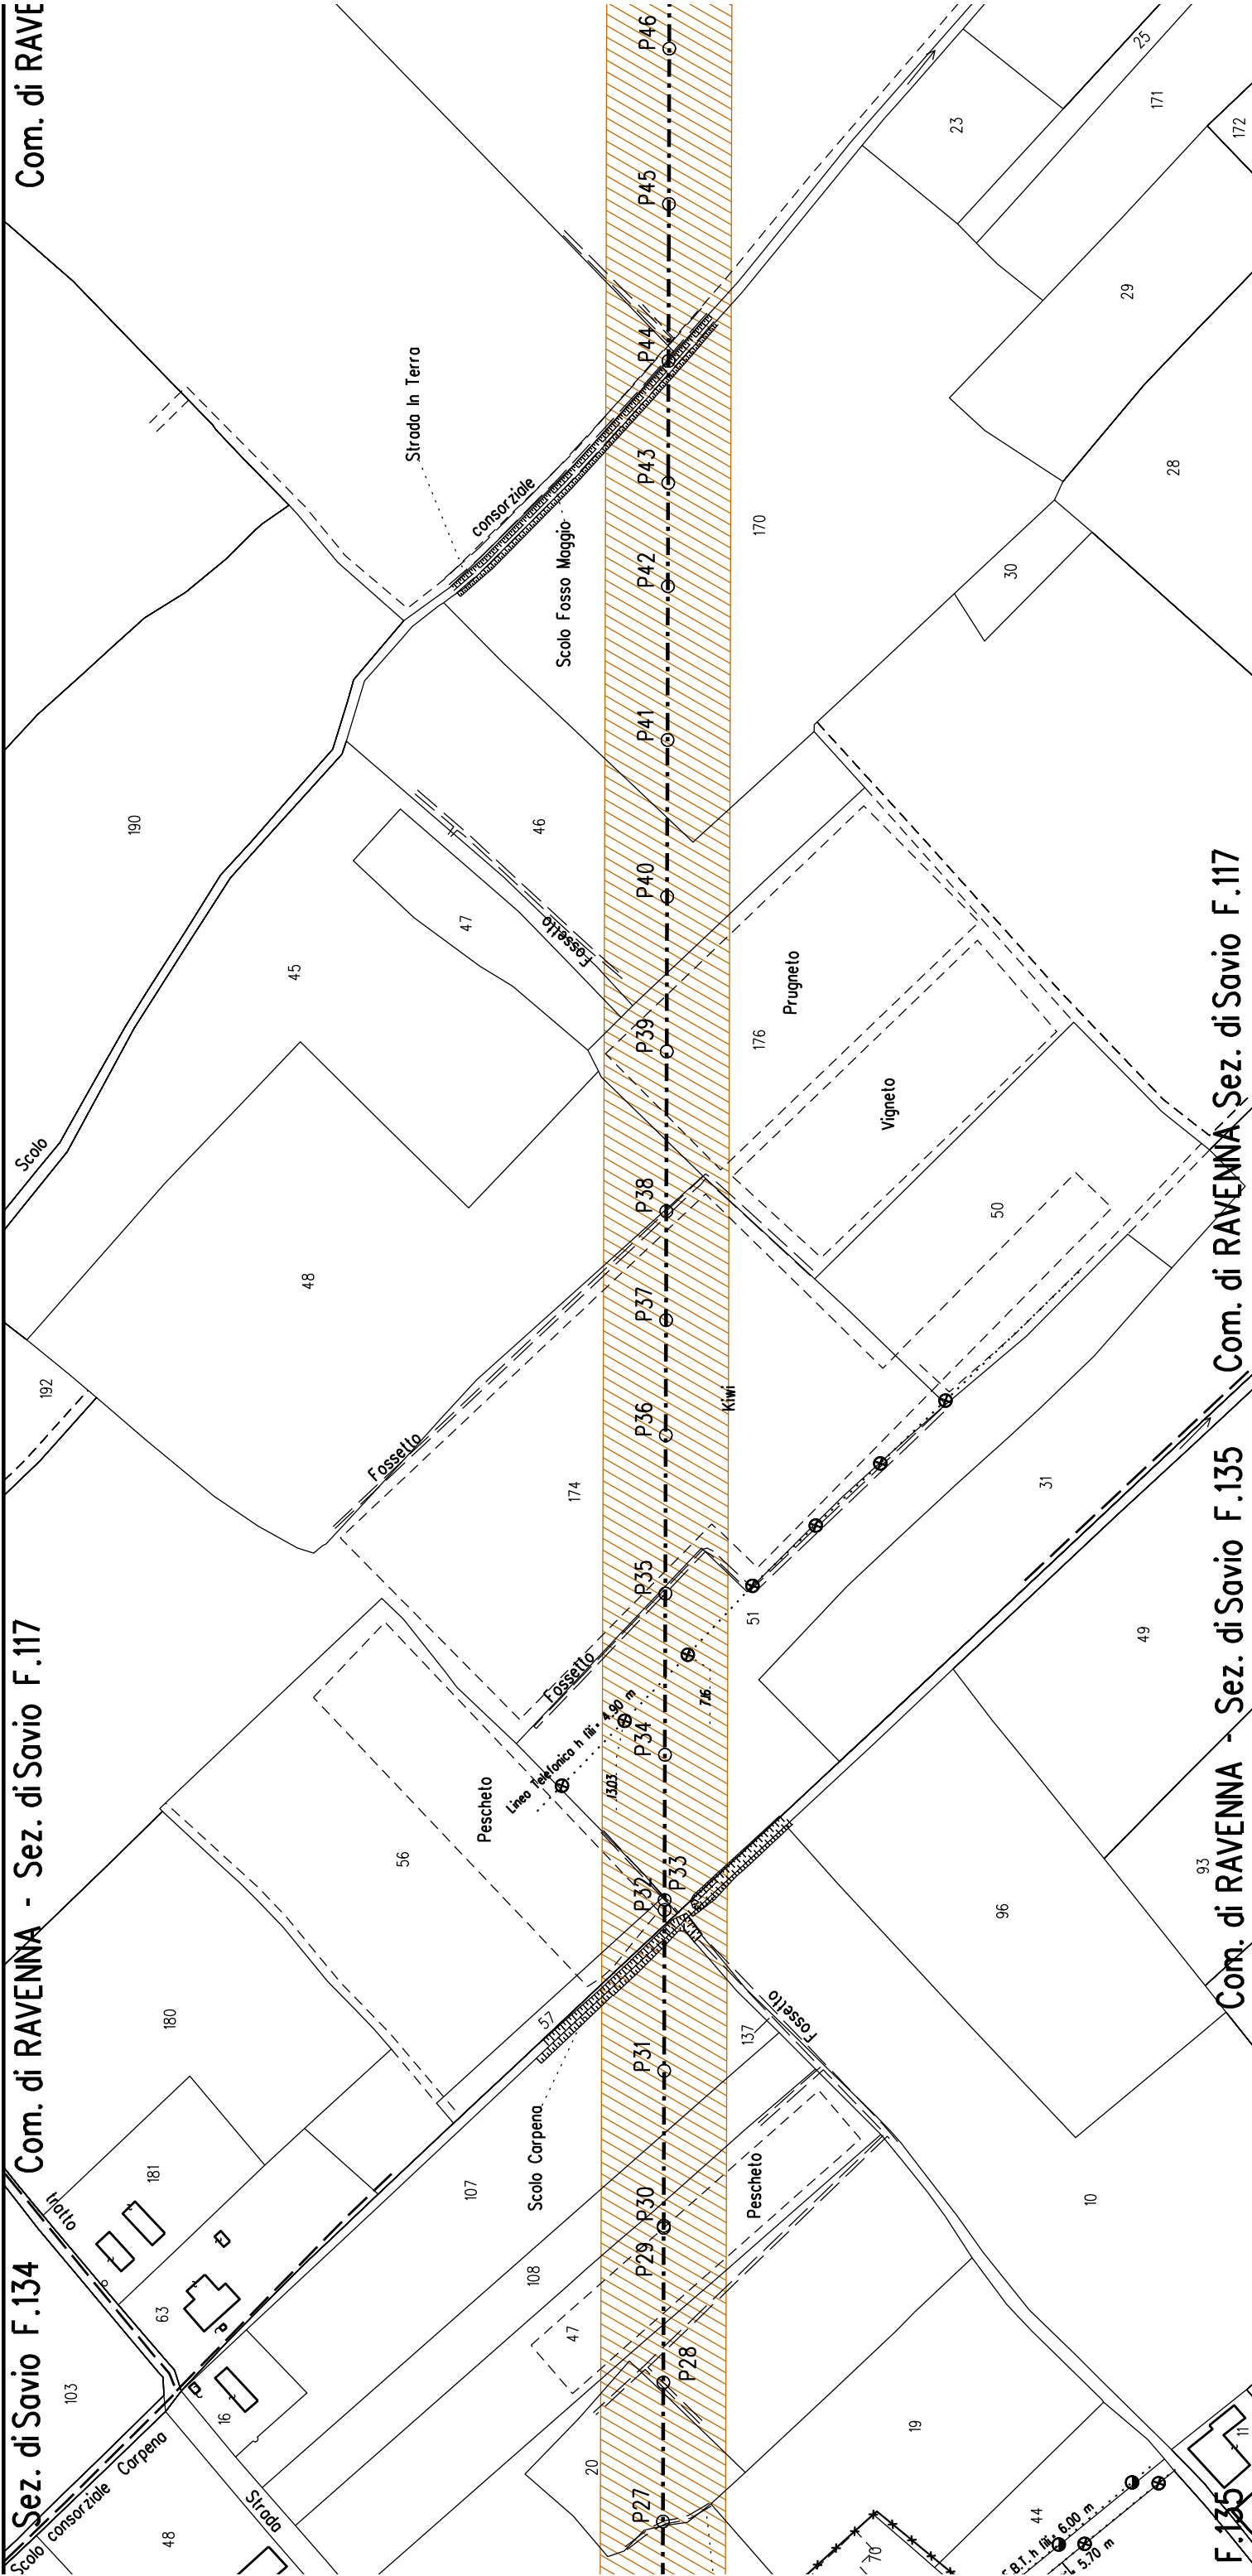 Com. di RAVE
P46
25
171
23
172
P45
29
Strada In Terra
P44
28
consorziale
P43
170
Scolo Fosso Maggio
P42
30
P41
190
46
P40
47
Fossetto
45
Prugneto
P39
176
Vigneto
Scolo
P38
50
48
P37
192
Kiwi
P36
Fossetto
174
31
P35
51
49
Fossetto
7.16
Linea Telefonica h fili = 4.90 m
P34
13.03
Pescheto
56
93
P33
P32
96
180
57
Fossetto
137
P31
Scolo Carpena
181
107
Pescheto
tratto
P30
10
P29
108
63
47
103
P28
16
19
Scolo consorziale Carpena
20
11
Strada
P27
48
44
70
B.T. h fili = 6.00 m
5.70 m
Sez. di Savio F.134
Com. di RAVENNA - Sez. di Savio F.117
F.135
Com. di RAVENNA - Sez. di Savio F.135
Com. di RAVENNA Sez. di Savio F.117